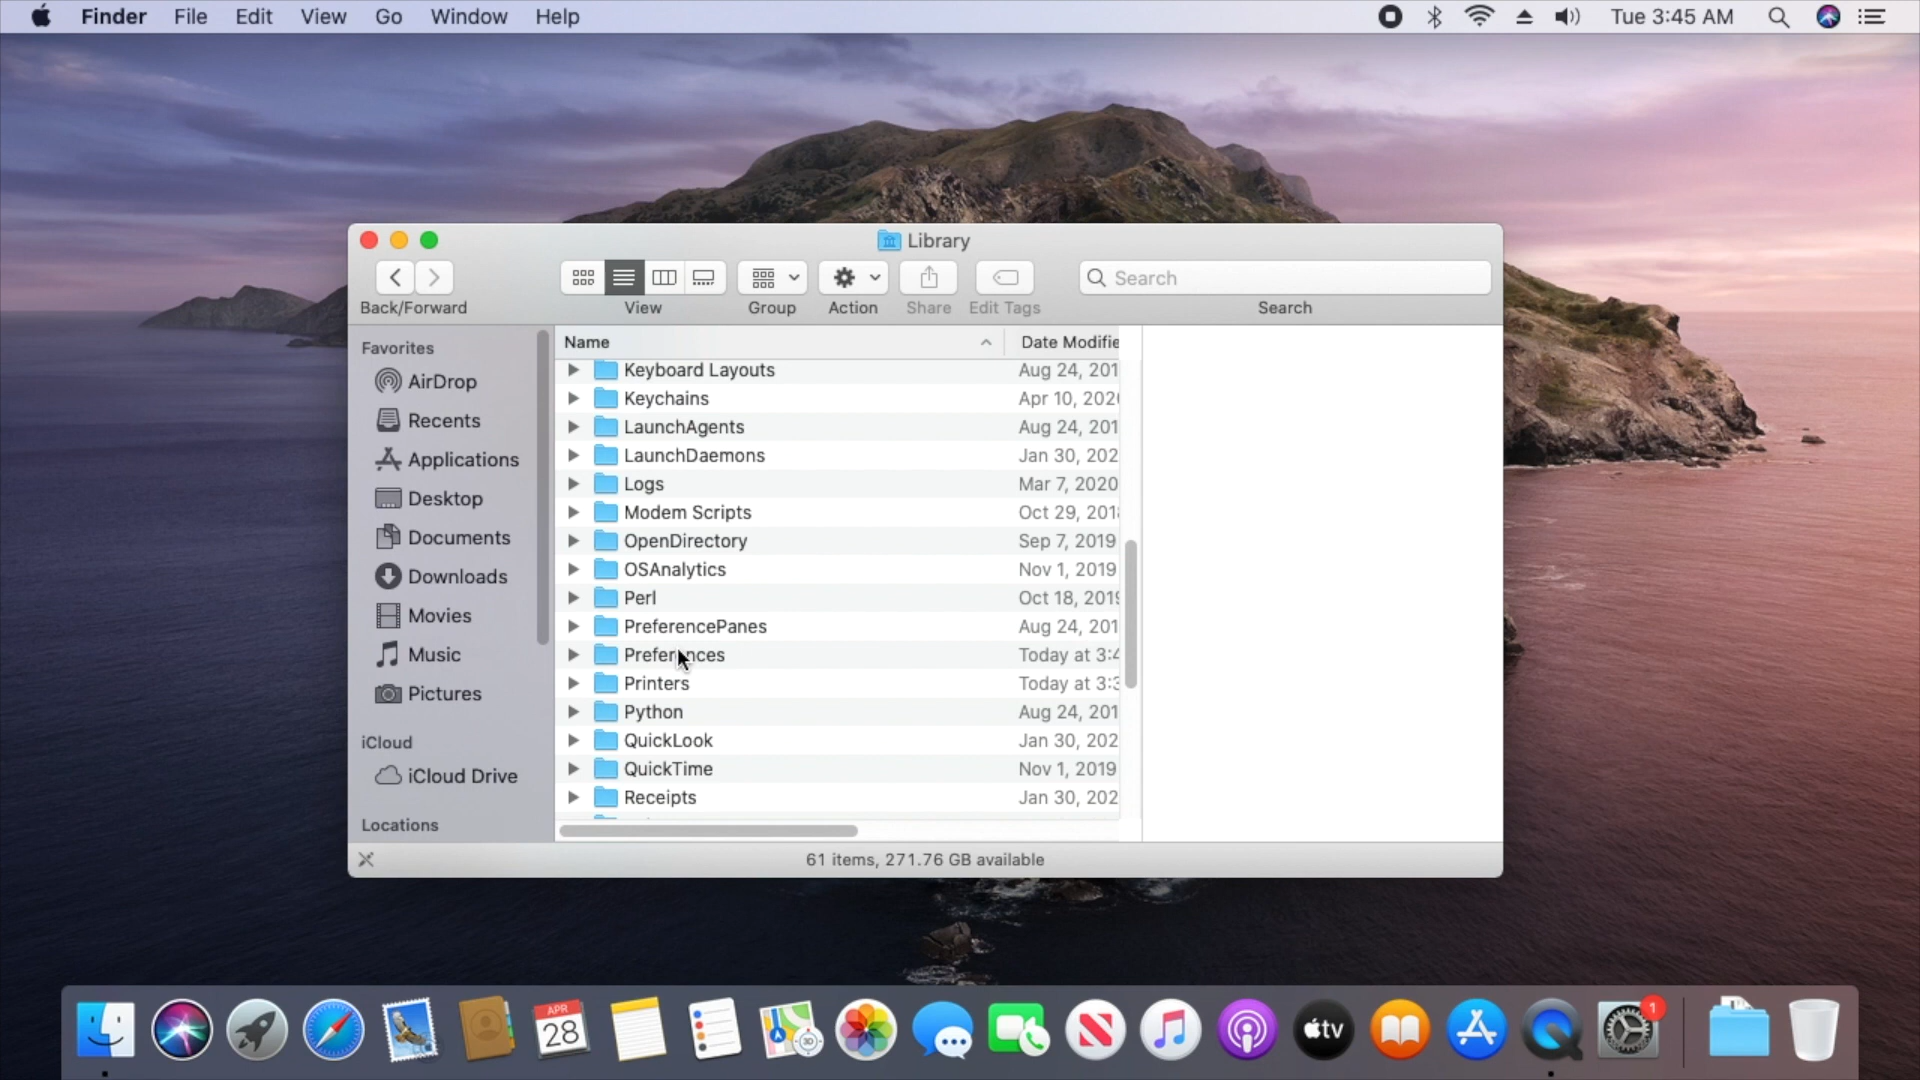 Finder File Edit View Go Window Help Tue 3:45 AM
Library
Search
Back/Forward View Group Action Share Edit Tags Search
Favorites
AirDrop
Recents
Applications
Desktop
Documents
Downloads
Movies
Music
Pictures
iCloud
iCloud Drive
Locations
Name Date Modifie
Keyboard Layouts Aug 24, 201
Keychains Apr 10, 202
LaunchAgents Aug 24, 201
LaunchDaemons Jan 30, 202
Logs Mar 7, 2020
Modem Scripts Oct 29, 201
OpenDirectory Sep 7, 2019
OSAnalytics Nov 1, 2019
Perl Oct 18, 2019
PreferencePanes Aug 24, 201
Preferences Today at 3:4
Printers Today at 3:3
Python Aug 24, 201
QuickLook Jan 30, 202
QuickTime Nov 1, 2019
Receipts Jan 30, 202
61 items, 271.76 GB available
APR
28
tv
1